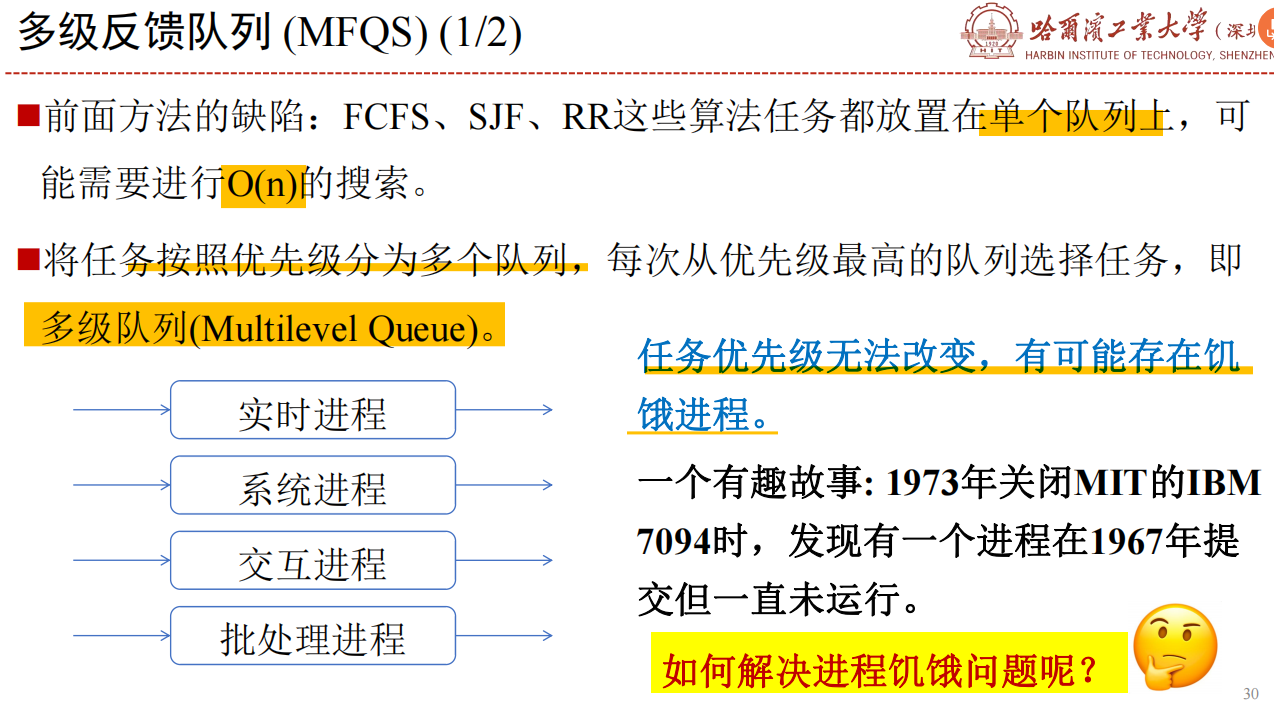 多级反馈队列 (MFQS) (1/2)
哈爾濱工業大學(深圳
HARBIN INSTITUTE OF TECHNOLOGY, SHENZHEN
1920
HIT
前面方法的缺陷：FCFS、SJF、RR这些算法任务都放置在单个队列上，可
能需要进行O(n)的搜索。
将任务按照优先级分为多个队列，每次从优先级最高的队列选择任务，即
多级队列(Multilevel Queue)。
实时进程
系统进程
交互进程
批处理进程
任务优先级无法改变，有可能存在饥
饿进程。
一个有趣故事: 1973年关闭MIT的IBM
7094时，发现有一个进程在1967年提
交但一直未运行。
如何解决进程饥饿问题呢？
30